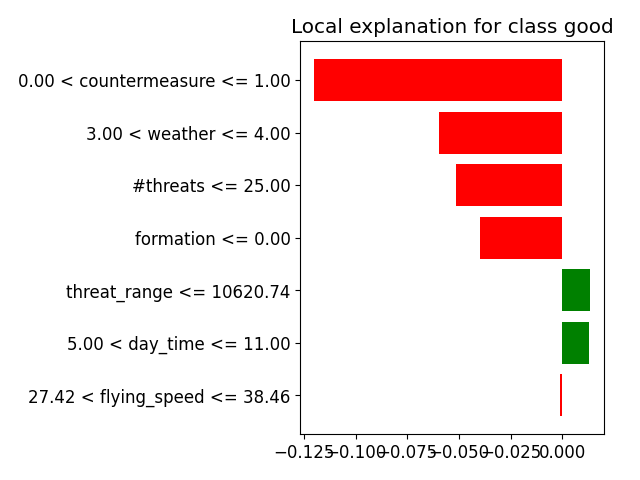 Local explanation for class good
0.00 < countermeasure <= 1.00
3.00 < weather <= 4.00
#threats <= 25.00
formation <= 0.00
threat_range <= 10620.74
5.00 < day_time <= 11.00
27.42 < flying_speed <= 38.46
−0.125 −0.100 −0.075 −0.050 −0.025 0.000